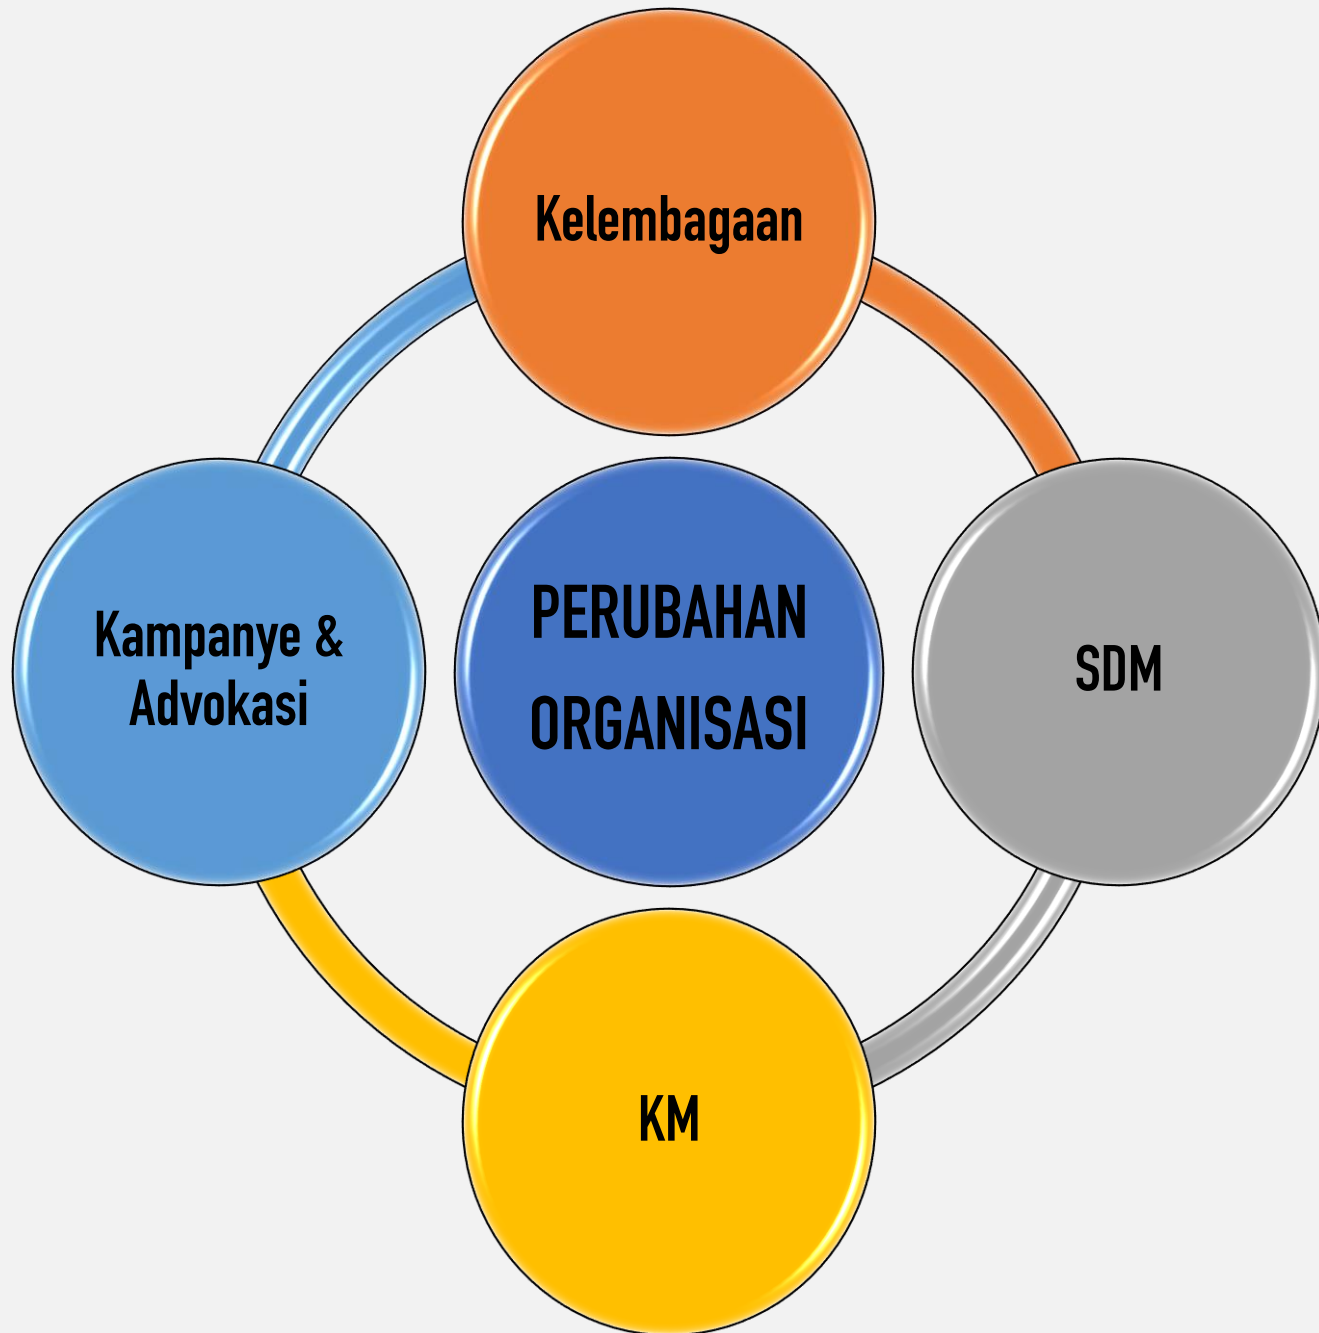 Kelembagaan
Kampanye &
Advokasi
PERUBAHAN
ORGANISASI
SDM
KM